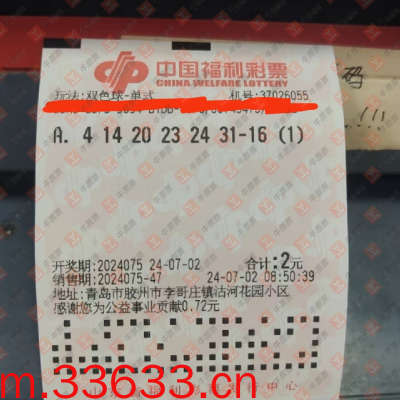 中国福利彩票
CHINA WELFARE LOTTERY
玩法:双色球-单式 机号:37026055
码
A. 4 14 20 23 24 31-16 (1)
开奖期:2024075 24-07-02 合计:2元
销售期:2024075-47 24-07-02 08:50:39
地址:青岛市胶州市李哥庄镇沽河花园小区
感谢您为公益事业贡献0.72元
m.33633.cn